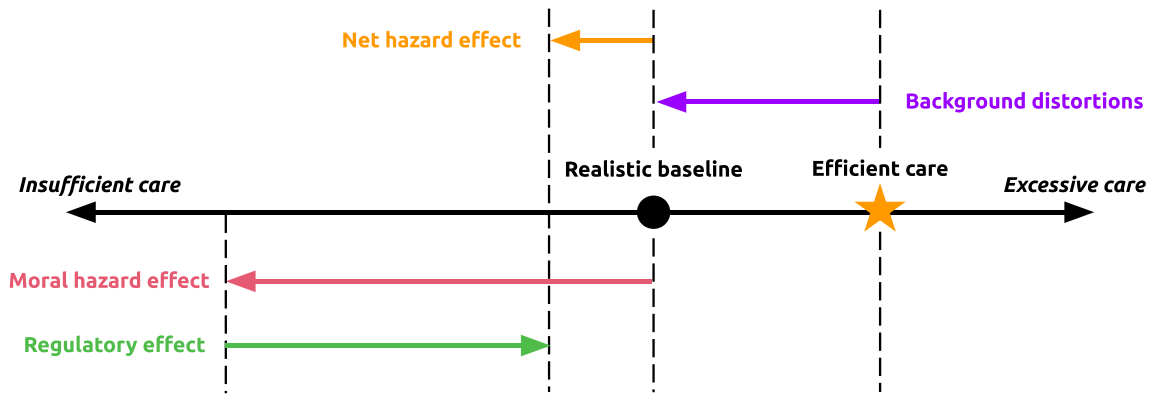 Net hazard effect
Background distortions
Realistic baseline
Efficient care
Insufficient care
Excessive care
Moral hazard effect
Regulatory effect